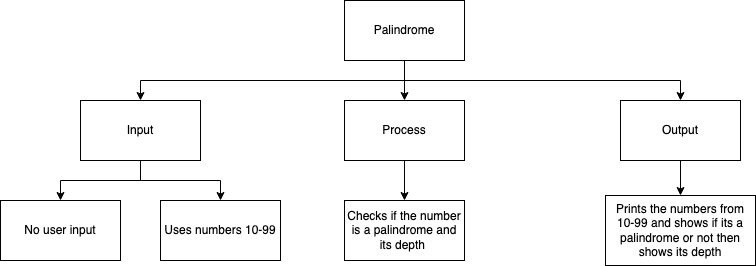 Palindrome
Input
Process
Output
No user input
Uses numbers 10-99
Checks if the number
is a palindrome and
its depth
Prints the numbers from
10-99 and shows if its a
palindrome or not then
shows its depth